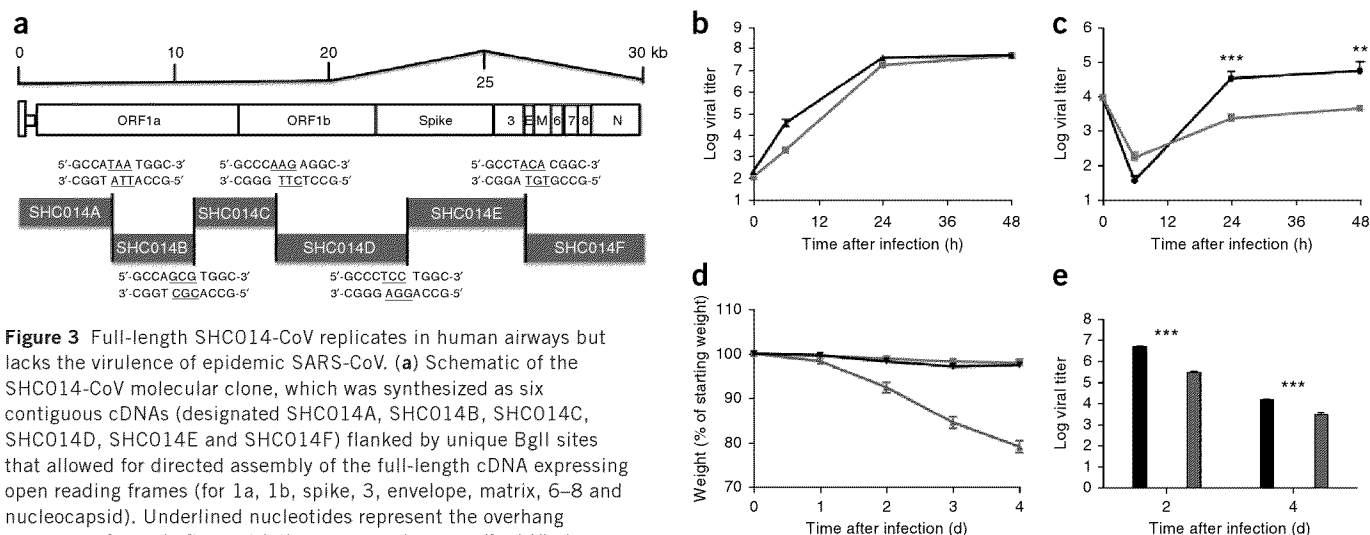 a
0 10 20 30 kb
25
ORF1a ORF1b Spike 3 E M 6 7 8 N
5′-GCCATAA TGGC-3′ 5′-GCCCAAG AGGC-3′ 5′-GCCTACA CGGC-3′
3′-CGGT ATTACCG-5′ 3′-CGGG TTCTCCG-5′ 3′-CGGA TGTGCCG-5′
SHC014A SHC014C SHC014E
SHC014B SHC014D SHC014F
5′-GCCAGCG TGGC-3′ 5′-GCCCTCC TGGC-3′
3′-CGGT CGCACCG-5′ 3′-CGGG AGGACCG-5′
Figure 3 Full-length SHC014-CoV replicates in human airways but
lacks the virulence of epidemic SARS-CoV. (a) Schematic of the
SHC014-CoV molecular clone, which was synthesized as six
contiguous cDNAs (designated SHC014A, SHC014B, SHC014C,
SHC014D, SHC014E and SHC014F) flanked by unique BglI sites
that allowed for directed assembly of the full-length cDNA expressing
open reading frames (for 1a, 1b, spike, 3, envelope, matrix, 6–8 and
nucleocapsid). Underlined nucleotides represent the overhang
b
Log viral titer
9
8
7
6
5
4
3
2
1
0 12 24 36 48
Time after infection (h)
c
Log viral titer
6
5
4
3
2
1
*** **
0 12 24 36 48
Time after infection (h)
d
Weight (% of starting weight)
110
100
90
80
70
0 1 2 3 4
Time after infection (d)
e
Log viral titer
8
7
6
5
4
3
2
1
0
*** ***
2 4
Time after infection (d)